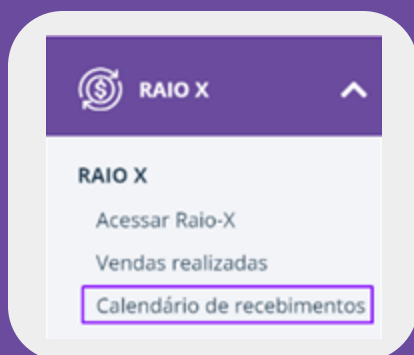 RAIO X
RAIO X
Acessar Raio-X
Vendas realizadas
Calendário de recebimentos